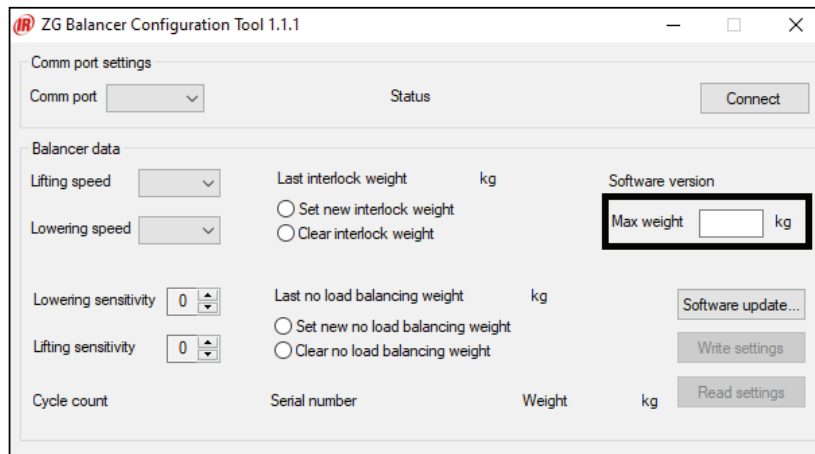 IR ZG Balancer Configuration Tool 1.1.1
Comm port settings
Comm port Status Connect
Balancer data
Lifting speed Last interlock weight kg Software version
Set new interlock weight
Max weight kg
Lowering speed Clear interlock weight
Lowering sensitivity 0 Last no load balancing weight kg Software update...
Set new no load balancing weight
Lifting sensitivity 0 Clear no load balancing weight Write settings
Read settings
Cycle count Serial number Weight kg